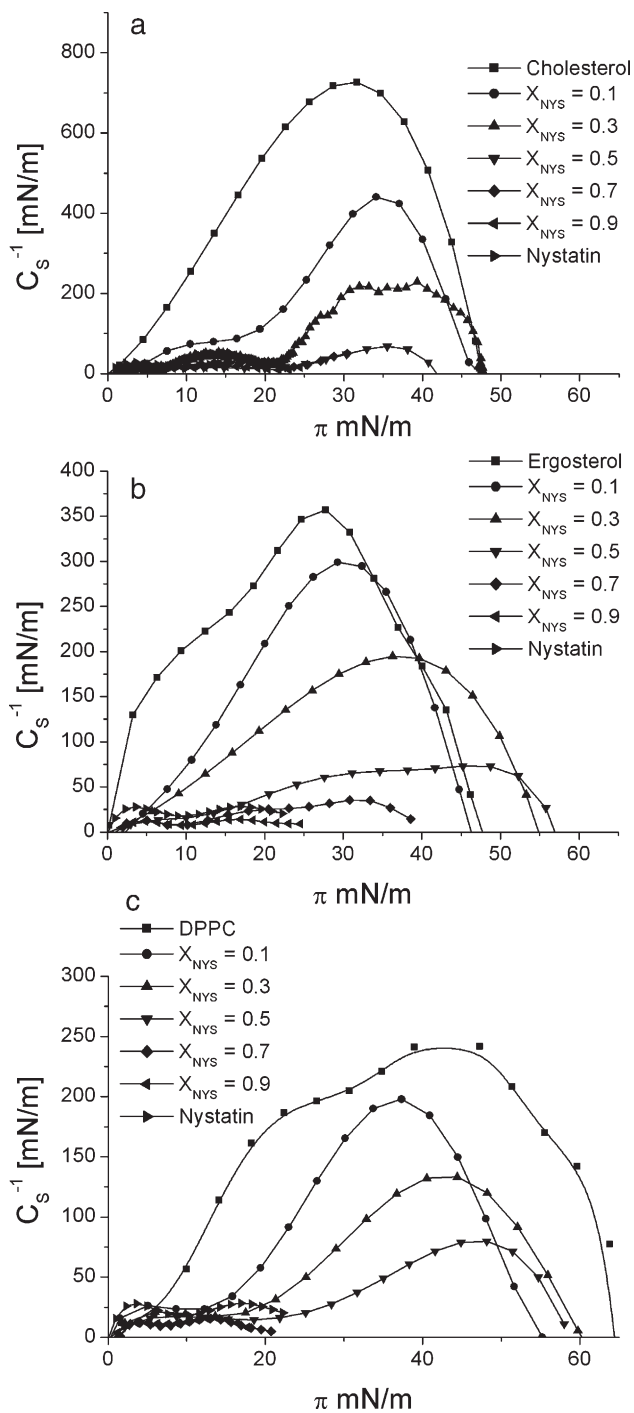 a
800
600
400
200
0
C_S^-1 [mN/m]
Cholesterol
X_NYS = 0.1
X_NYS = 0.3
X_NYS = 0.5
X_NYS = 0.7
X_NYS = 0.9
Nystatin
0 10 20 30 40 50 60
π mN/m
b
400
350
300
250
200
150
100
50
0
C_S^-1 [mN/m]
Ergosterol
X_NYS = 0.1
X_NYS = 0.3
X_NYS = 0.5
X_NYS = 0.7
X_NYS = 0.9
Nystatin
0 10 20 30 40 50 60
π mN/m
c
DPPC
X_NYS = 0.1
X_NYS = 0.3
X_NYS = 0.5
X_NYS = 0.7
X_NYS = 0.9
Nystatin
300
250
200
150
100
50
0
C_S^-1 [mN/m]
0 20 40 60
π mN/m